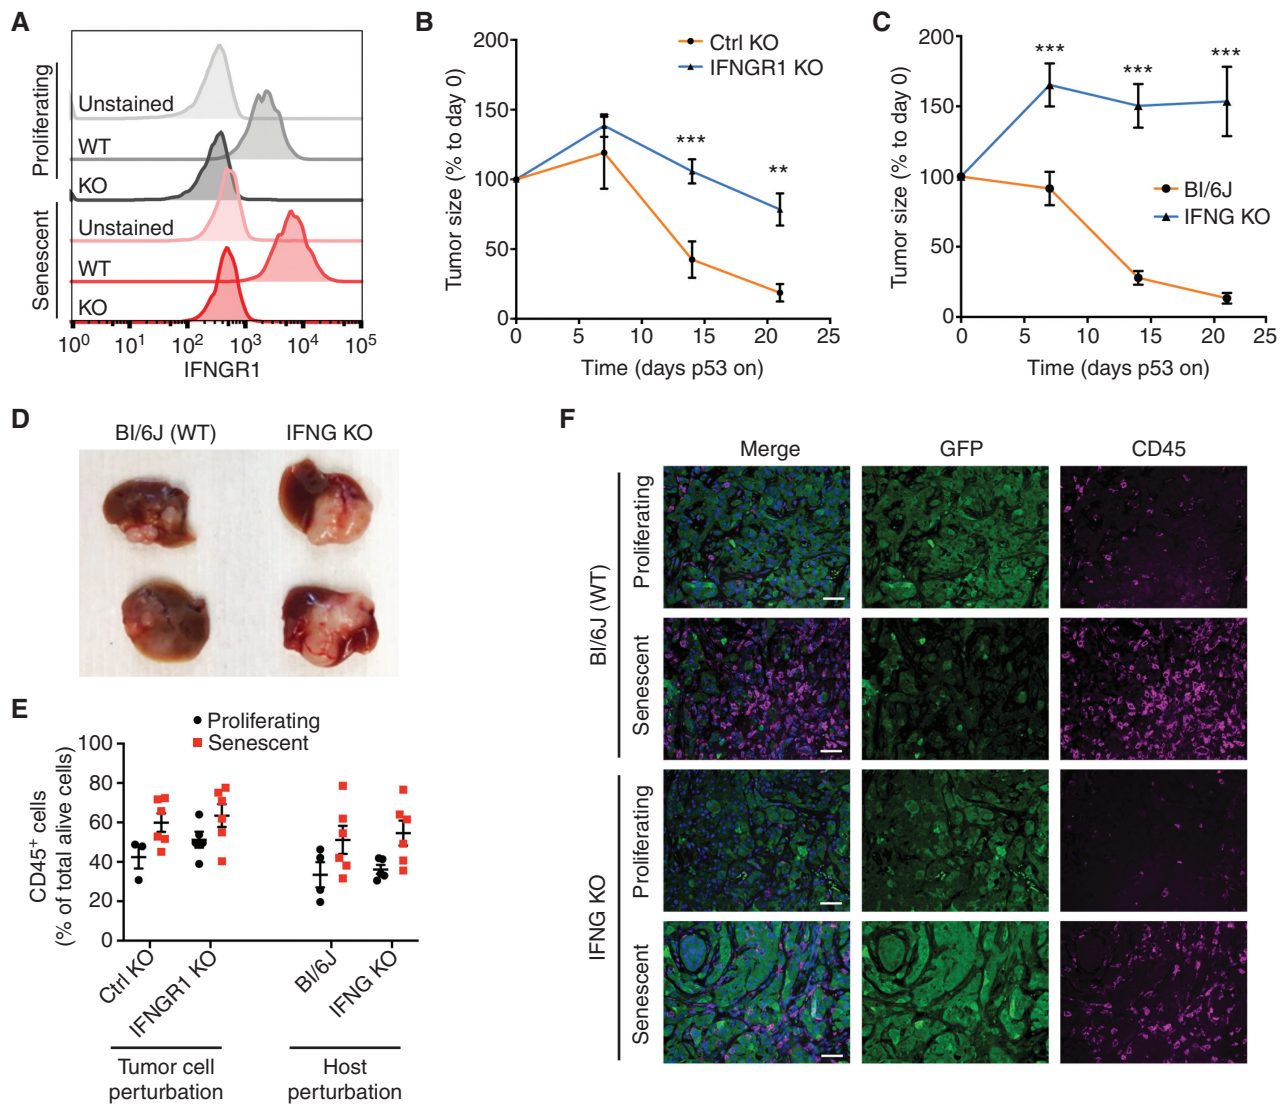 A
Proliferating
Senescent
Unstained
WT
KO
Unstained
WT
KO
10⁰ 10¹ 10² 10³ 10⁴ 10⁵
IFNGR1
B
Tumor size (% to day 0)
200
150
100
50
0
Ctrl KO
IFNGR1 KO
***
**
0 5 10 15 20 25
Time (days p53 on)
C
Tumor size (% to day 0)
200
150
100
50
0
***
***
***
BI/6J
IFNG KO
0 5 10 15 20 25
Time (days p53 on)
D
BI/6J (WT)
IFNG KO
E
Proliferating
Senescent
CD45⁺ cells
(% of total alive cells)
100
80
60
40
20
0
Ctrl KO
IFNGR1 KO
BI/6J
IFNG KO
Tumor cell
perturbation
Host
perturbation
F
Merge
GFP
CD45
BI/6J (WT)
Proliferating
Senescent
IFNG KO
Proliferating
Senescent